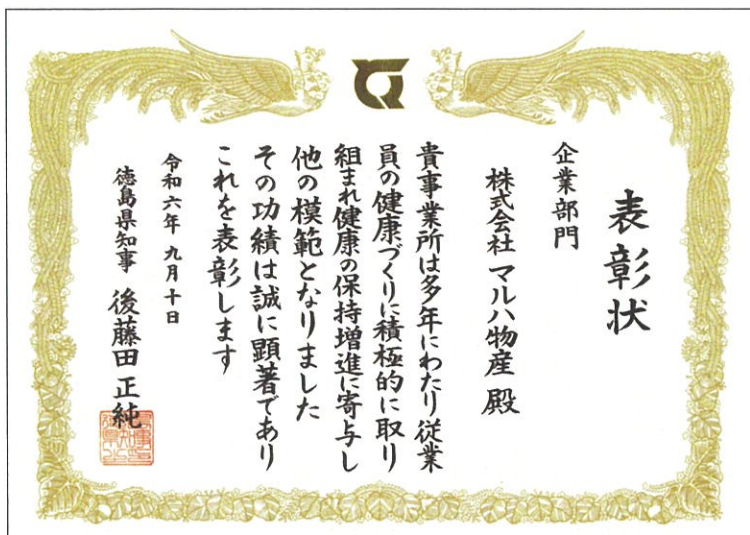 表彰状
企業部門
株式会社 マルハ物産 殿
貴事業所は多年にわたり従業
員の健康づくりに積極的に取り
組まれ健康の保持増進に寄与し
他の模範となりました
その功績は誠に顕著であり
これを表彰します
令和六年 九月十日
徳島県知事 後藤田 正純